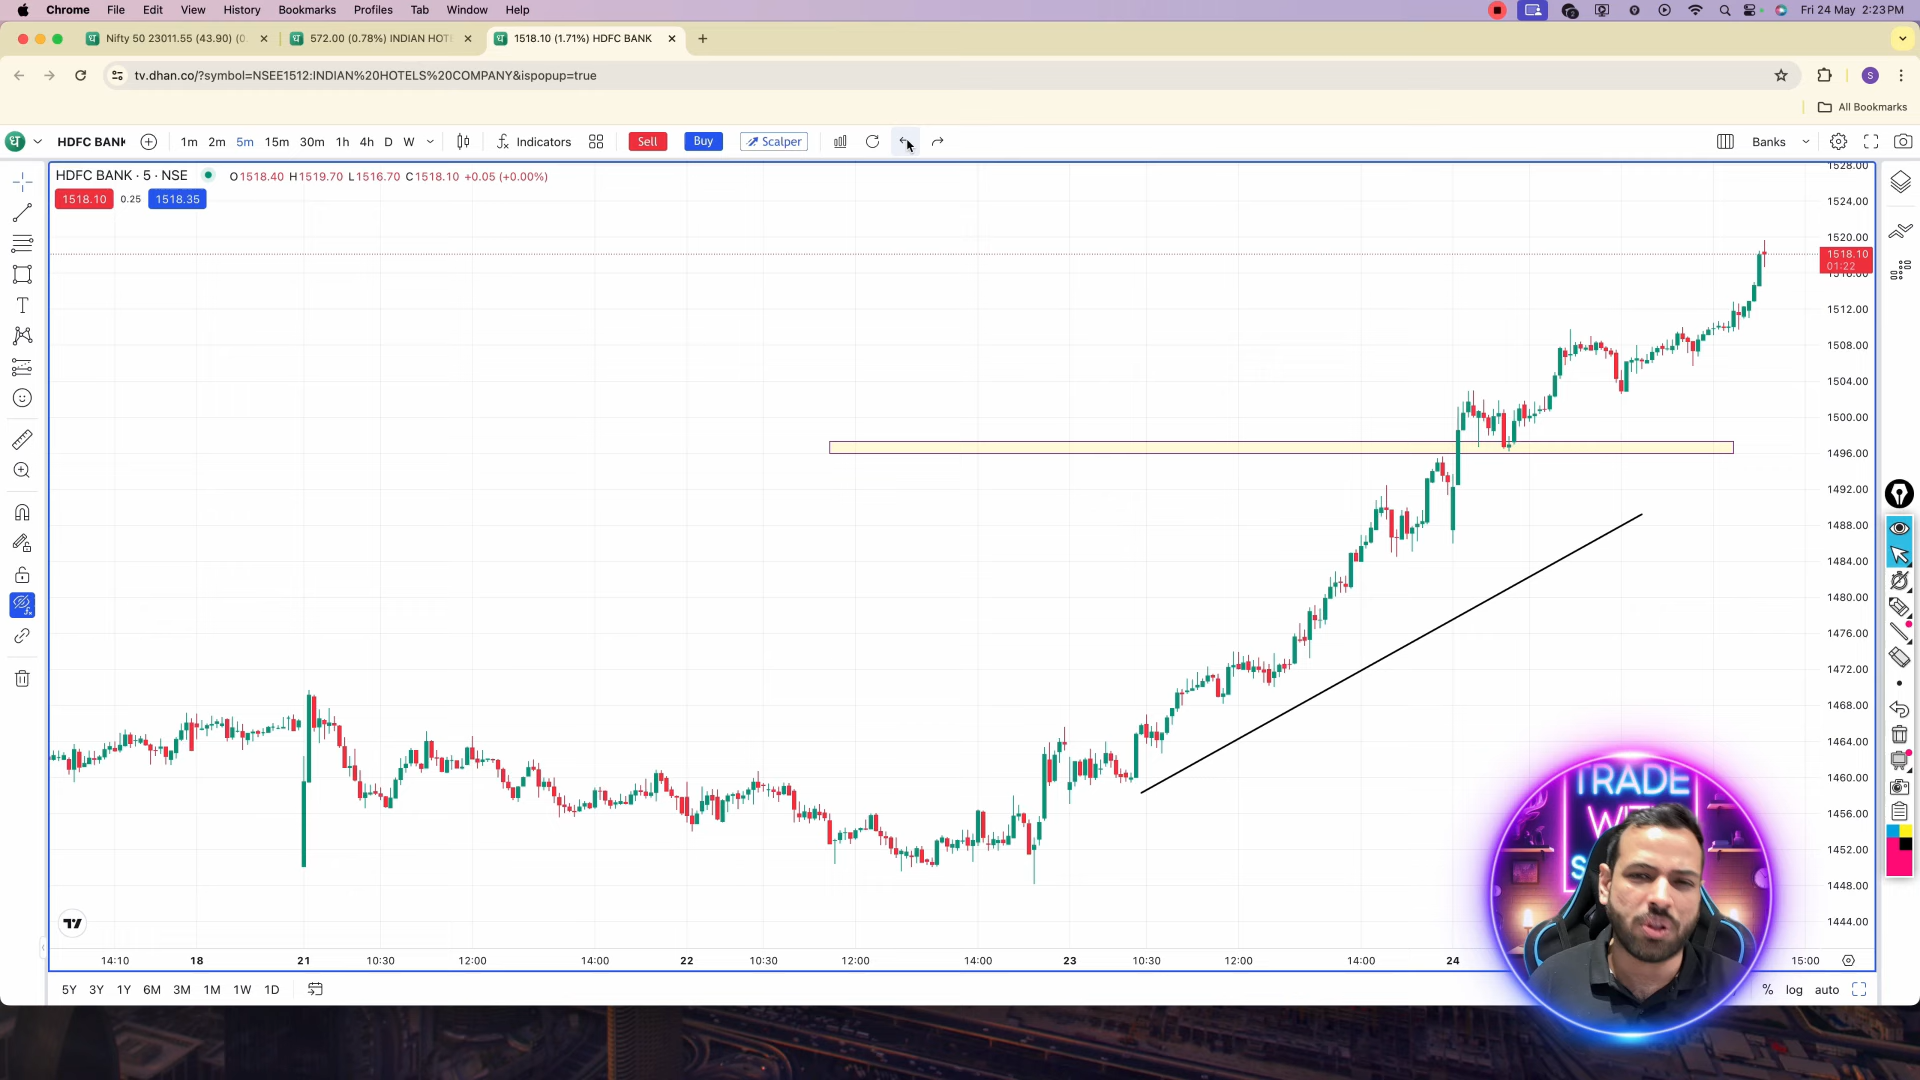 Chrome File Edit View History Bookmarks Profiles Tab Window Help Fri 24 May 2:23 PM
Nifty 50 23011.55 (43.90) (0. 572.00 (0.78%) INDIAN HOT 1518.10 (1.71%) HDFC BANK
tv.dhan.co/?symbol=NSEE1512:INDIAN%20HOTELS%20COMPANY&ispopup=true S
All Bookmarks
HDFC BANK 1m 2m 5m 15m 30m 1h 4h D W Indicators Sell Buy Scalper Banks
HDFC BANK · 5 · NSE O1518.40 H1519.70 L1516.70 C1518.10 +0.05 (+0.00%)
1518.10 0.25 1518.35
1528.00
1524.00
1520.00
1518.10
01:22
1516.00
1512.00
1508.00
1504.00
1500.00
1496.00
1492.00
1488.00
1484.00
1480.00
1476.00
1472.00
1468.00
1464.00
1460.00
1456.00
1452.00
1448.00
1444.00
TRADE
14:10 18 21 10:30 12:00 14:00 22 10:30 12:00 14:00 23 10:30 12:00 14:00 24 15:00
5Y 3Y 1Y 6M 3M 1M 1W 1D % log auto